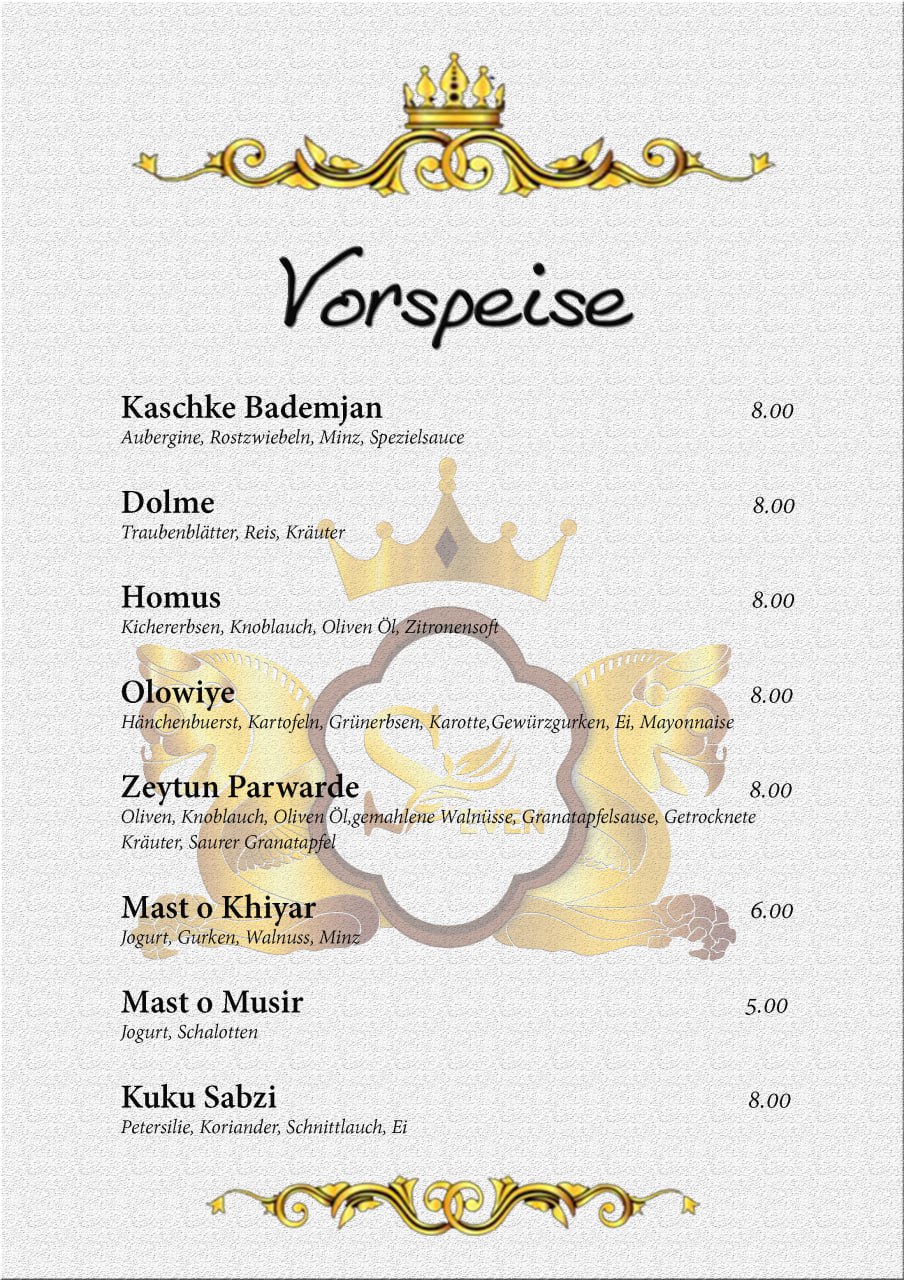 Vorspeise
Kaschke Bademjan 8.00
Aubergine, Rostzwiebeln, Minz, Spezielsauce
Dolme 8.00
Traubenblätter, Reis, Kräuter
Homus 8.00
Kichererbsen, Knoblauch, Oliven Öl, Zitronensoft
Olowiye 8.00
Hänchenbuerst, Kartofeln, Grünerbsen, Karotte,Gewürzgurken, Ei, Mayonnaise
Zeytun Parwarde 8.00
Oliven, Knoblauch, Oliven Öl,gemahlene Walnüsse, Granatapfelsause, Getrocknete
EVEN
Kräuter, Saurer Granatapfel
Mast o Khiyar 6.00
Jogurt, Gurken, Walnuss, Minz
Mast o Musir 5.00
Jogurt, Schalotten
Kuku Sabzi 8.00
Petersilie, Koriander, Schnittlauch, Ei